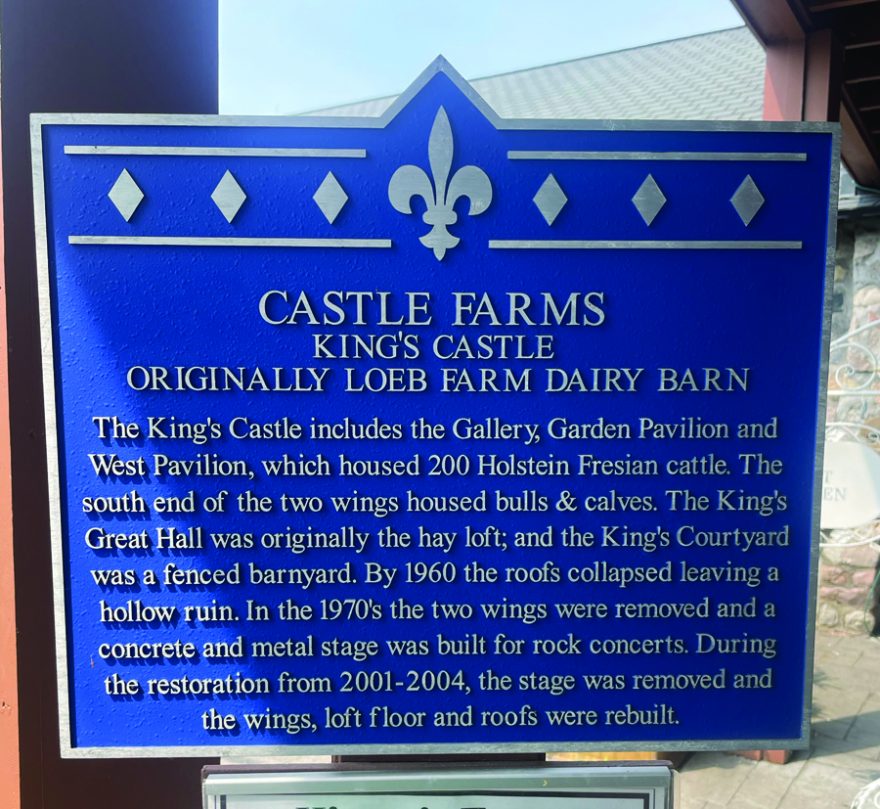 CASTLE FARMS
KING'S CASTLE
ORIGINALLY LOEB FARM DAIRY BARN
The King's Castle includes the Gallery, Garden Pavilion and
West Pavilion, which housed 200 Holstein Fresian cattle. The
south end of the two wings housed bulls & calves. The King's
Great Hall was originally the hay loft; and the King's Courtyard
was a fenced barnyard. By 1960 the roofs collapsed leaving a
hollow ruin. In the 1970's the two wings were removed and a
concrete and metal stage was built for rock concerts. During
the restoration from 2001-2004, the stage was removed and
the wings, loft floor and roofs were rebuilt.